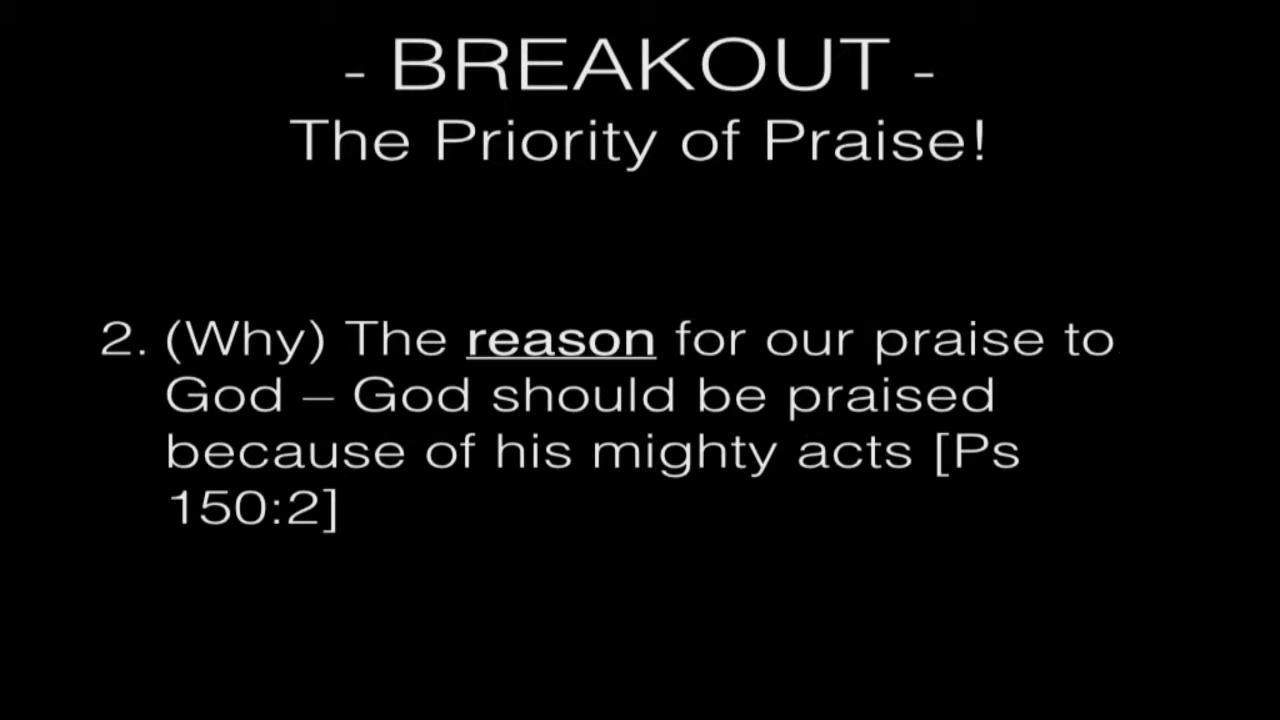 - BREAKOUT -
The Priority of Praise!
2. (Why) The reason for our praise to
God – God should be praised
because of his mighty acts [Ps
150:2]